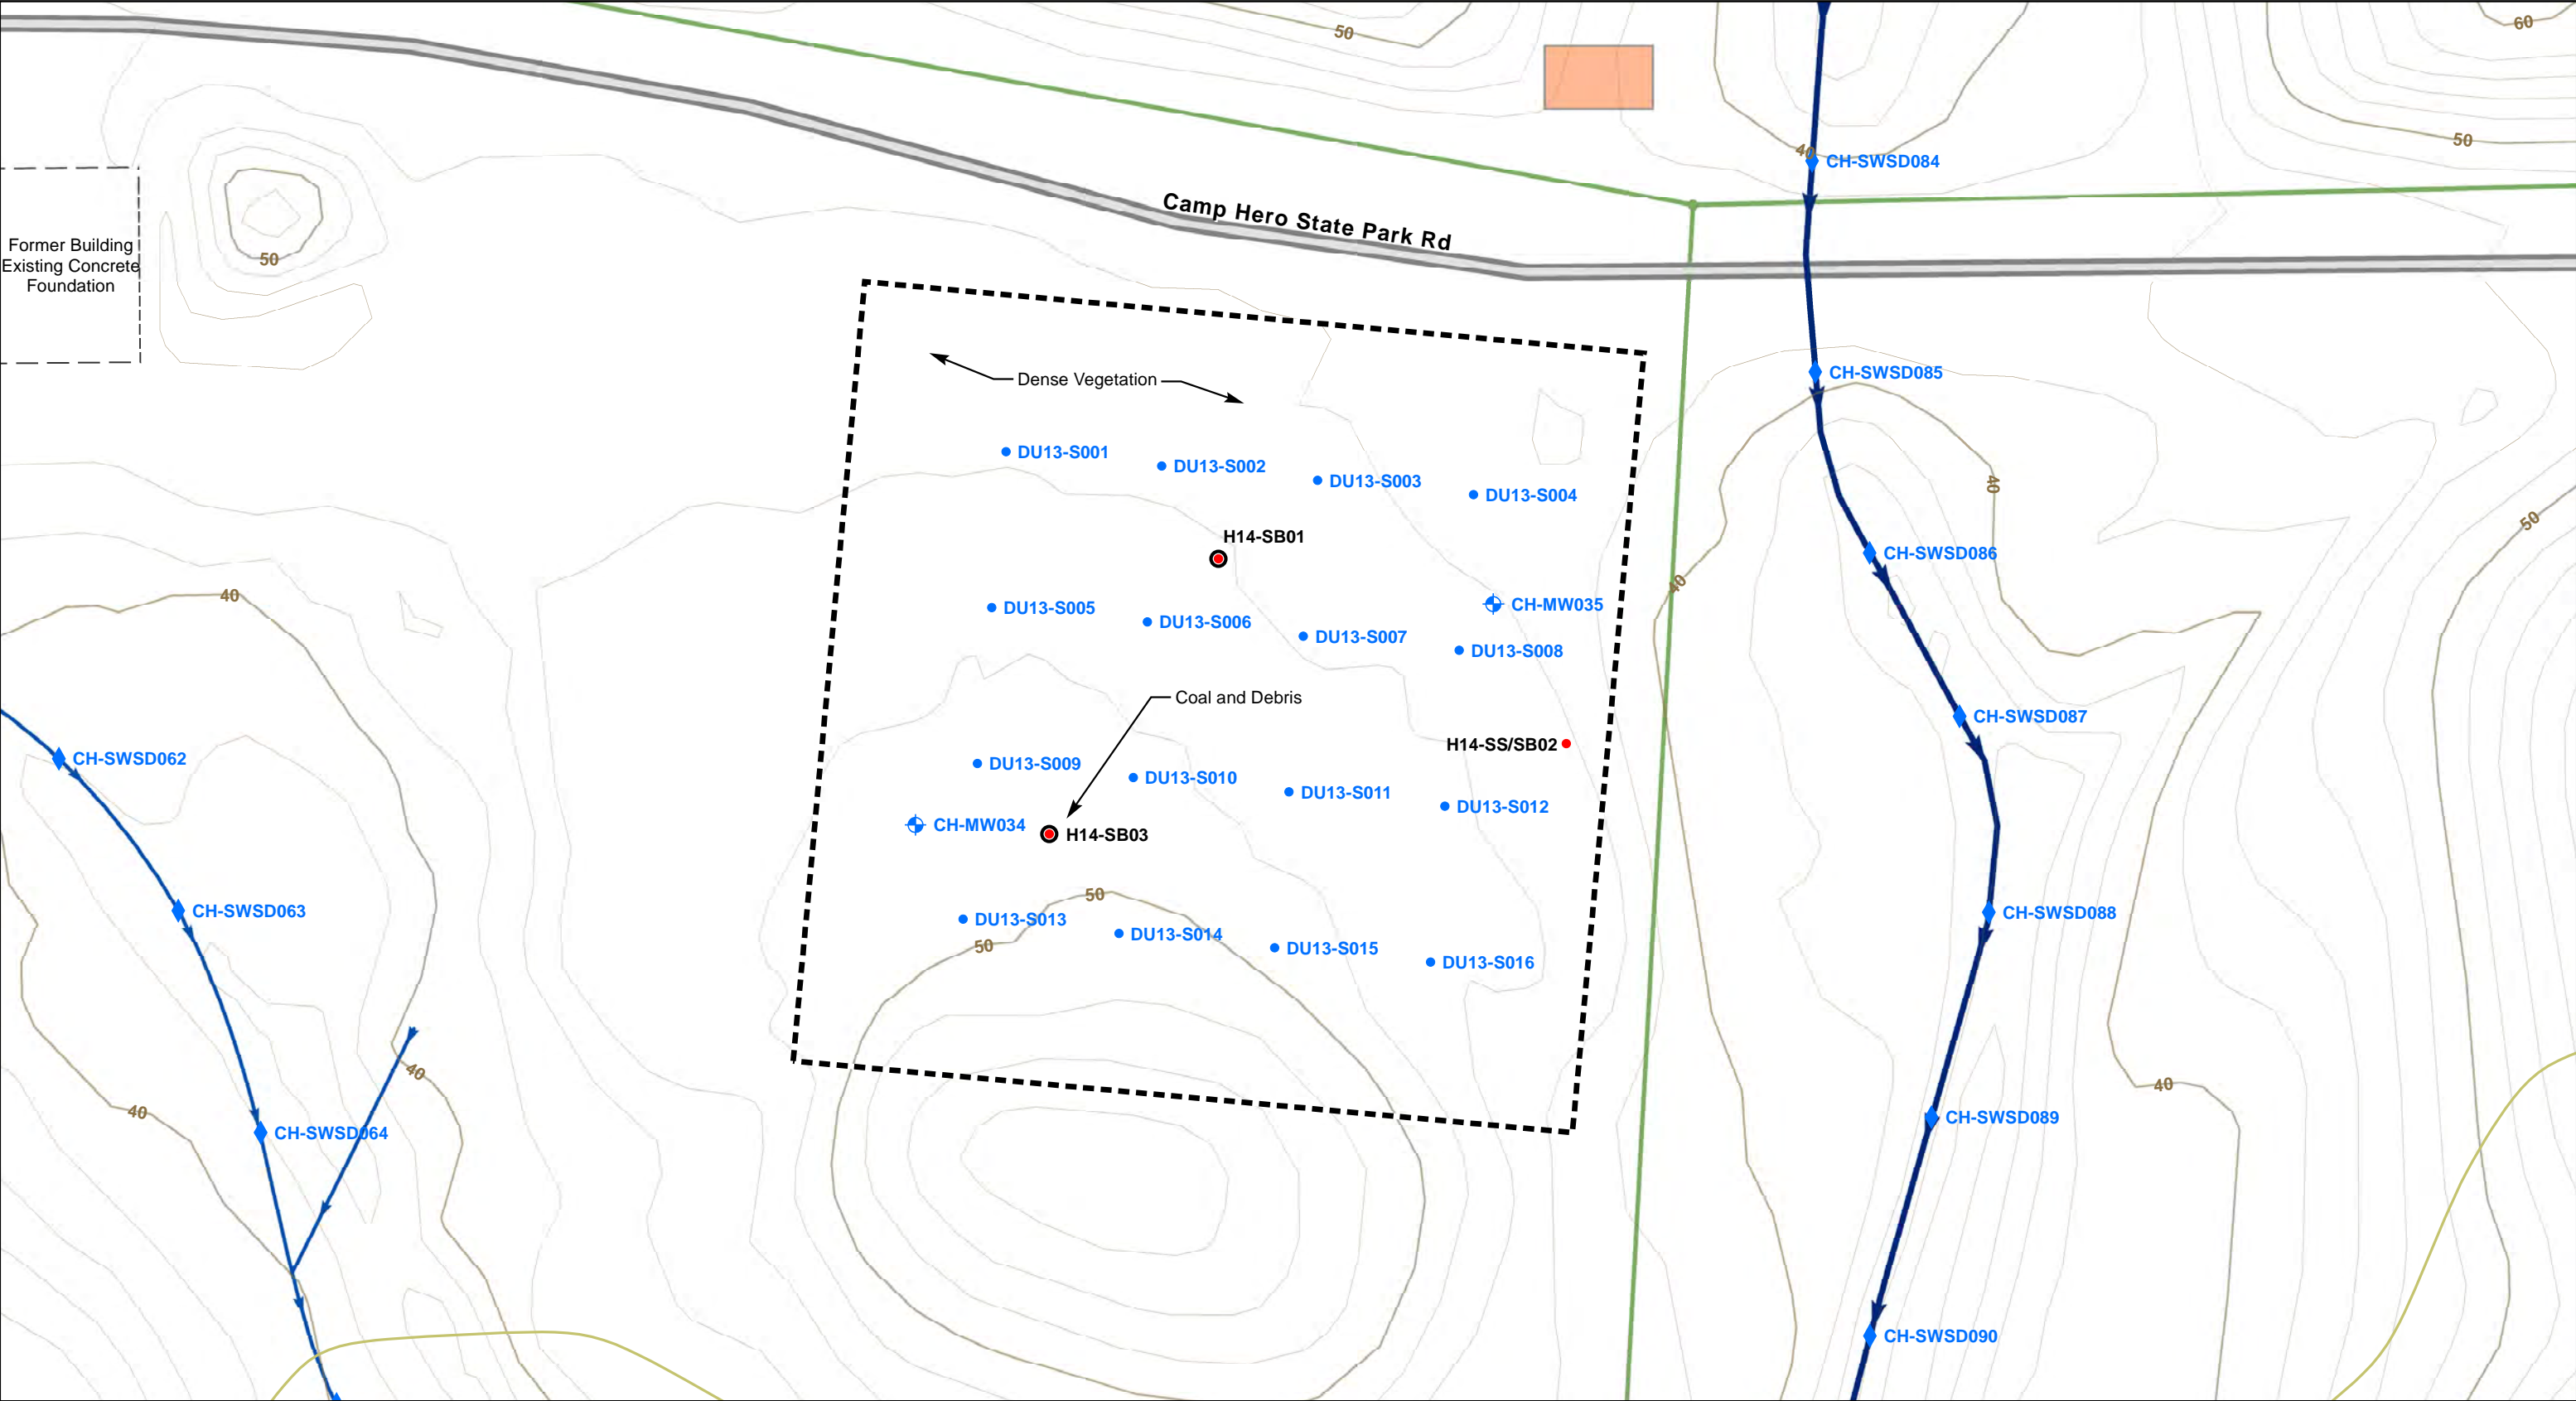 50
60
50
40
CH-SWSD084
Camp Hero State Park Rd
Former Building
Existing Concrete
Foundation
50
CH-SWSD085
Dense Vegetation
DU13-S001
DU13-S002
DU13-S003
DU13-S004
40
50
H14-SB01
CH-SWSD086
40
40
DU13-S005
DU13-S006
DU13-S007
DU13-S008
CH-MW035
Coal and Debris
CH-SWSD087
H14-SS/SB02
CH-SWSD062
DU13-S009
DU13-S010
DU13-S011
DU13-S012
CH-MW034
H14-SB03
50
CH-SWSD063
CH-SWSD088
DU13-S013
DU13-S014
DU13-S015
DU13-S016
50
40
40
40
CH-SWSD089
CH-SWSD064
CH-SWSD090